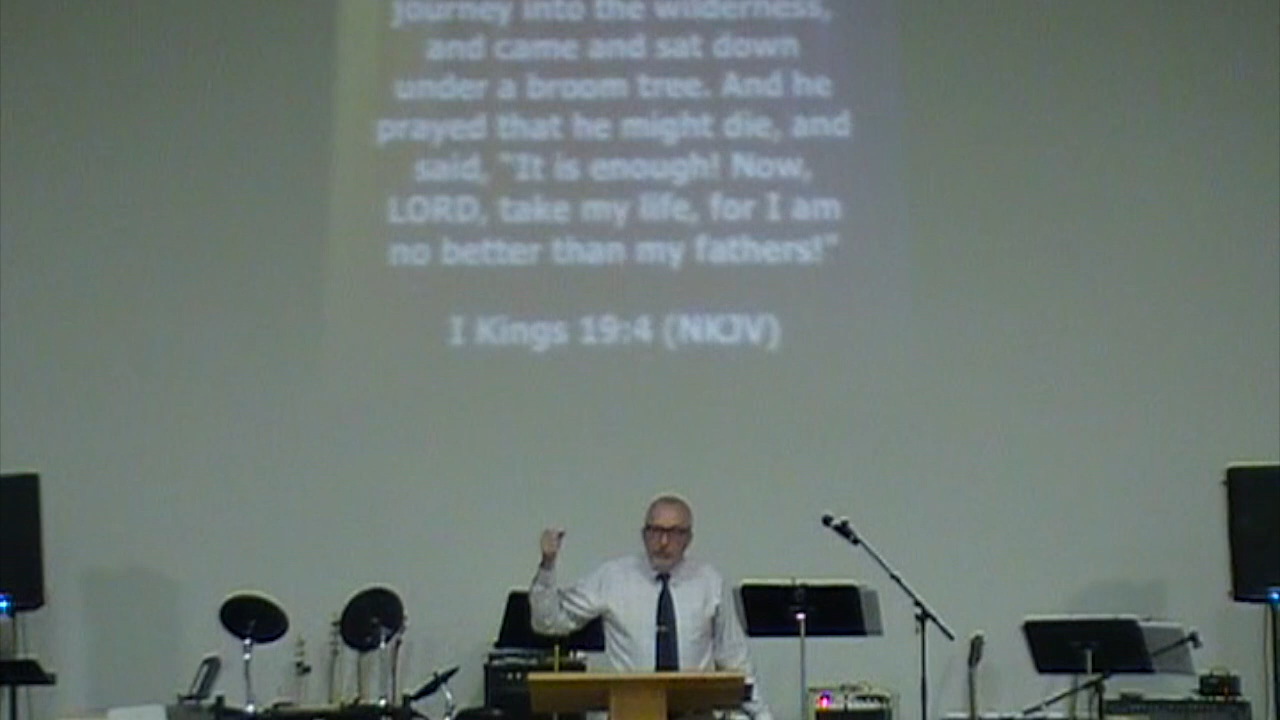 journey into the wilderness,
and came and sat down
under a broom tree. And he
prayed that he might die, and
said, "It is enough! Now,
LORD, take my life, for I am
no better than my fathers!"
I Kings 19:4 (NKJV)